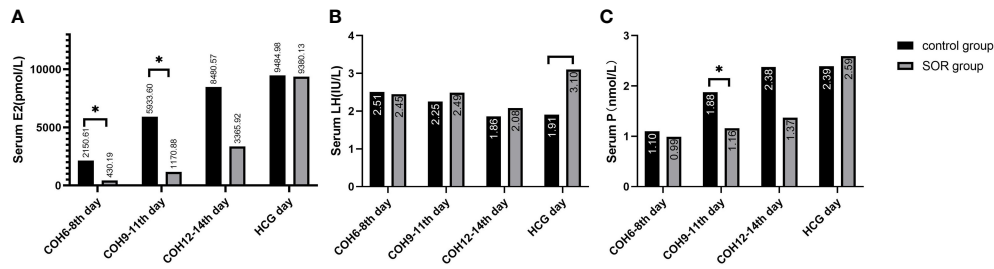 A
Serum E2(pmol/L)
10000
5000
0
2150.61
430.19
*
5933.60
1170.88
*
8480.57
3365.92
9484.98
9380.13
COH6-8th day
COH9-11th day
COH12-14th day
HCG day
B
Serum LH(IU/L)
4
3
2
1
0
2.51
2.45
2.25
2.49
1.86
2.08
1.91
3.10
COH6-8th day
COH9-11th day
COH12-14th day
HCG day
C
Serum P (nmol/L)
3
2
1
0
1.10
0.99
*
1.88
1.16
2.38
1.37
2.39
2.59
COH6-8th day
COH9-11th day
COH12-14th day
HCG day
control group
SOR group